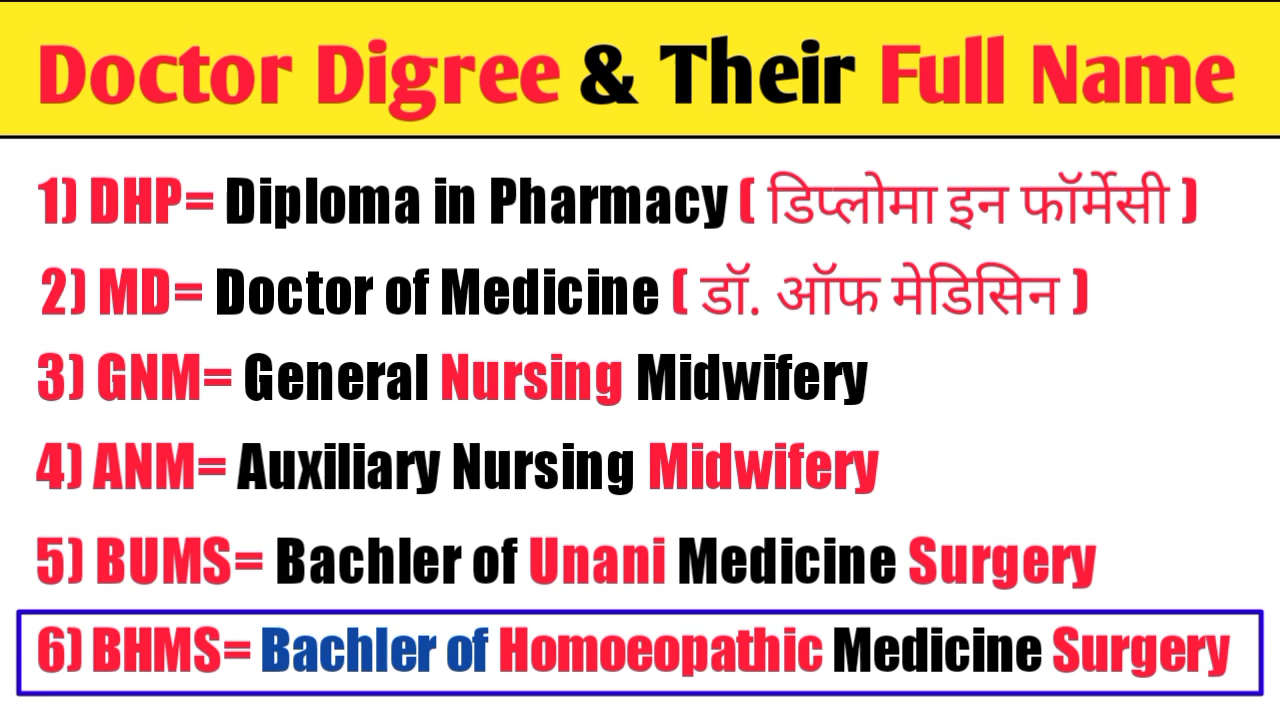 Doctor Digree & Their Full Name
1) DHP= Diploma in Pharmacy ( डिप्लोमा इन फॉर्मेसी )
2) MD= Doctor of Medicine ( डॉ. ऑफ मेडिसिन )
3) GNM= General Nursing Midwifery
4) ANM= Auxiliary Nursing Midwifery
5) BUMS= Bachler of Unani Medicine Surgery
6) BHMS= Bachler of Homoeopathic Medicine Surgery